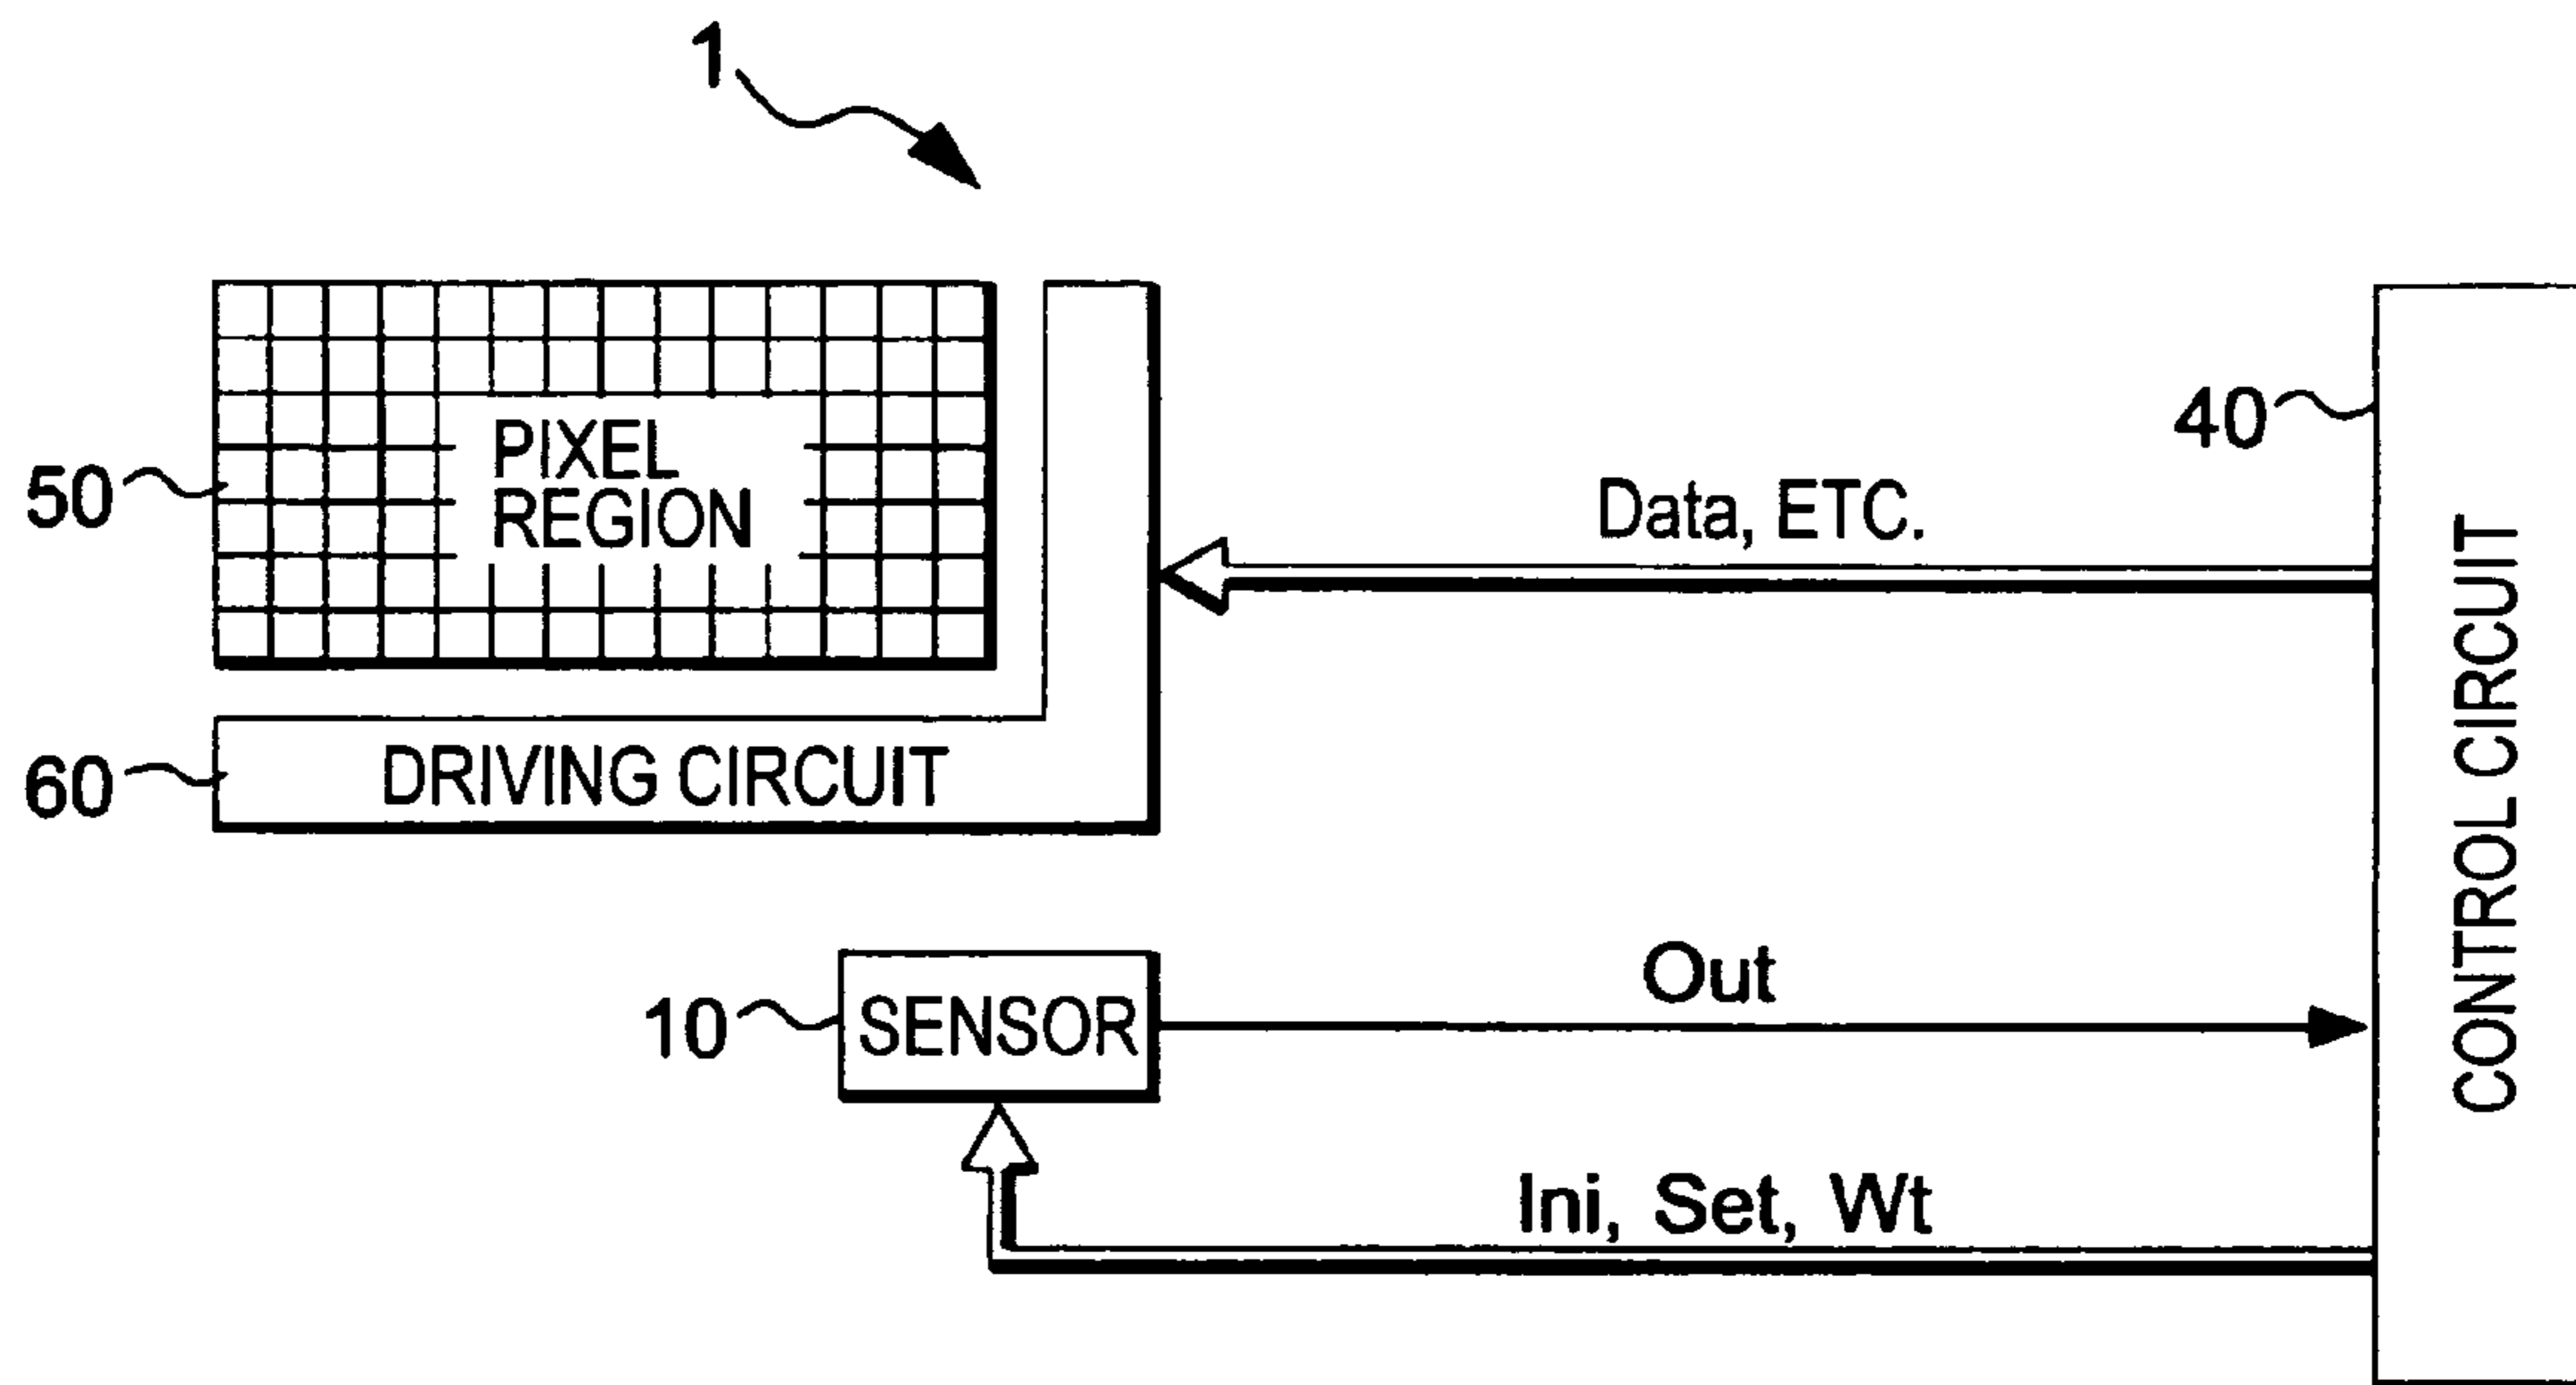 1
PIXEL
REGION
50
40
Data, ETC.
60
DRIVING CIRCUIT
CONTROL CIRCUIT
10
SENSOR
Out
Ini, Set, Wt